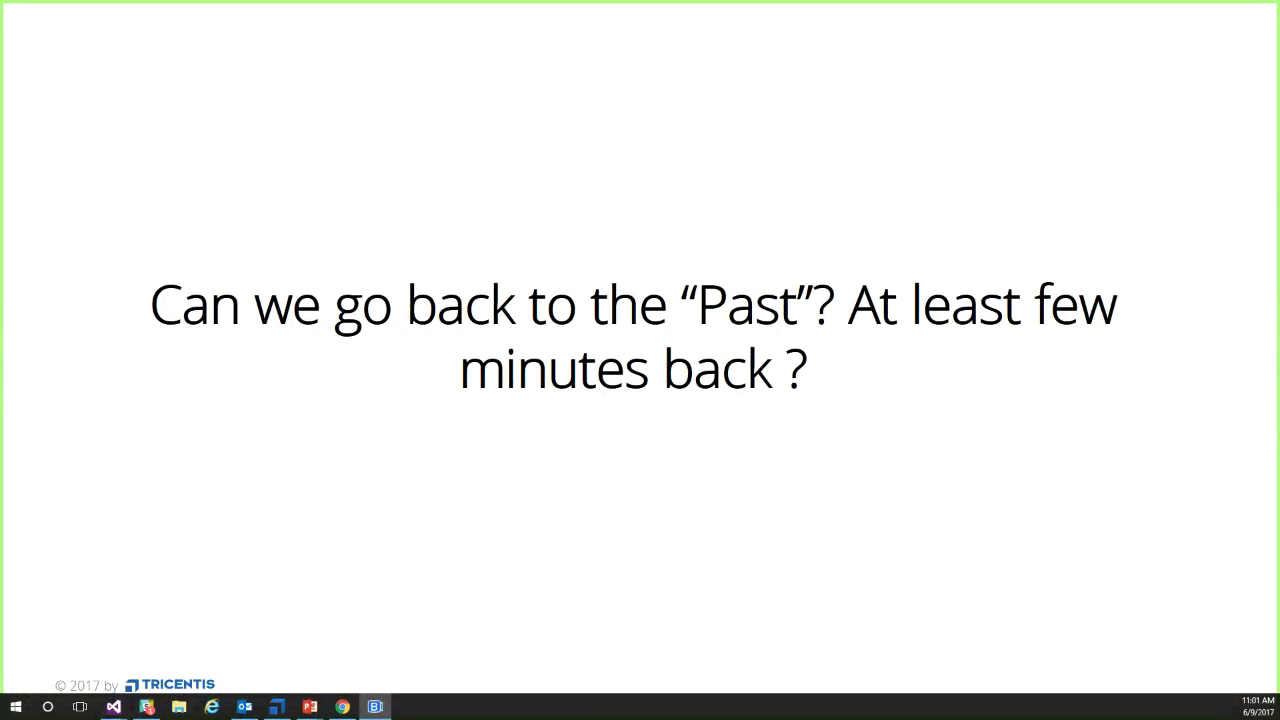 Can we go back to the “Past”? At least few
minutes back ?
© 2017 by TRICENTIS
11:01 AM
6/9/2017